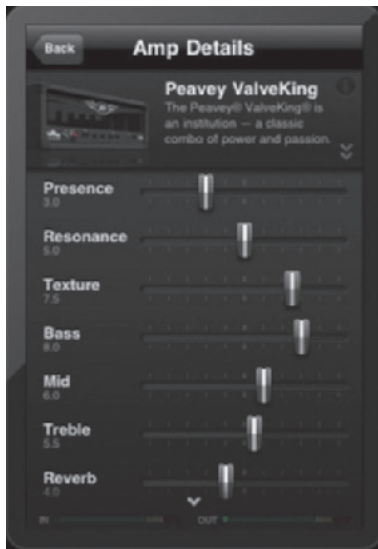 Back
Amp Details
Peavey ValveKing
The Peavey® ValveKing® is
an institution — a classic
combo of power and passion.
Presence
3.0
Resonance
5.0
Texture
7.5
Bass
8.0
Mid
6.0
Treble
5.5
Reverb
4.0
IN
OUT